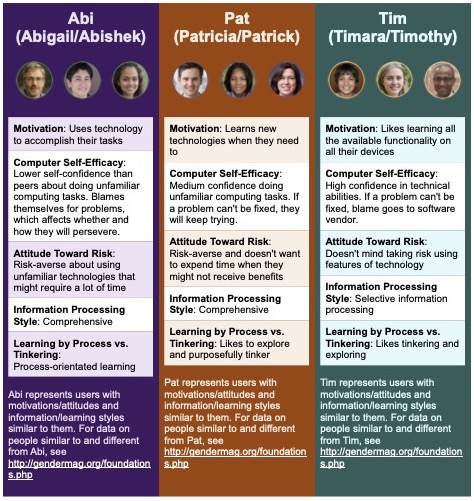 Abi
(Abigail/Abishek)
Motivation: Uses technology
to accomplish their tasks
Computer Self-Efficacy:
Lower self-confidence than
peers about doing unfamiliar
computing tasks. Blames
themselves for problems,
which affects whether and
how they will persevere.
Attitude Toward Risk:
Risk-averse about using
unfamiliar technologies that
might require a lot of time
Information Processing
Style: Comprehensive
Learning by Process vs.
Tinkering:
Process-orientated learning
Abi represents users with
motivations/attitudes and
information/learning styles
similar to them. For data on
people similar to and different
from Abi, see
http://gendermag.org/foundation
s.php
Pat
(Patricia/Patrick)
Motivation: Learns new
technologies when they need
to
Computer Self-Efficacy:
Medium confidence doing
unfamiliar computing tasks. If
a problem can't be fixed, they
will keep trying.
Attitude Toward Risk:
Risk-averse and doesn't want
to expend time when they
might not receive benefits
Information Processing
Style: Comprehensive
Learning by Process vs.
Tinkering: Likes to explore
and purposefully tinker
Pat represents users with
motivations/attitudes and
information/learning styles
similar to them. For data on
people similar to and different
from Pat, see
http://gendermag.org/foundation
s.php
Tim
(Timara/Timothy)
Motivation: Likes learning all
the available functionality on
all their devices
Computer Self-Efficacy:
High confidence in technical
abilities. If a problem can't be
fixed, blame goes to software
vendor.
Attitude Toward Risk:
Doesn't mind taking risk using
features of technology
Information Processing
Style: Selective information
processing
Learning by Process vs.
Tinkering: Likes tinkering and
exploring
Tim represents users with
motivations/attitudes and
information/learning styles
similar to them. For data on
people similar to and different
from Tim, see
http://gendermag.org/foundation
s.php